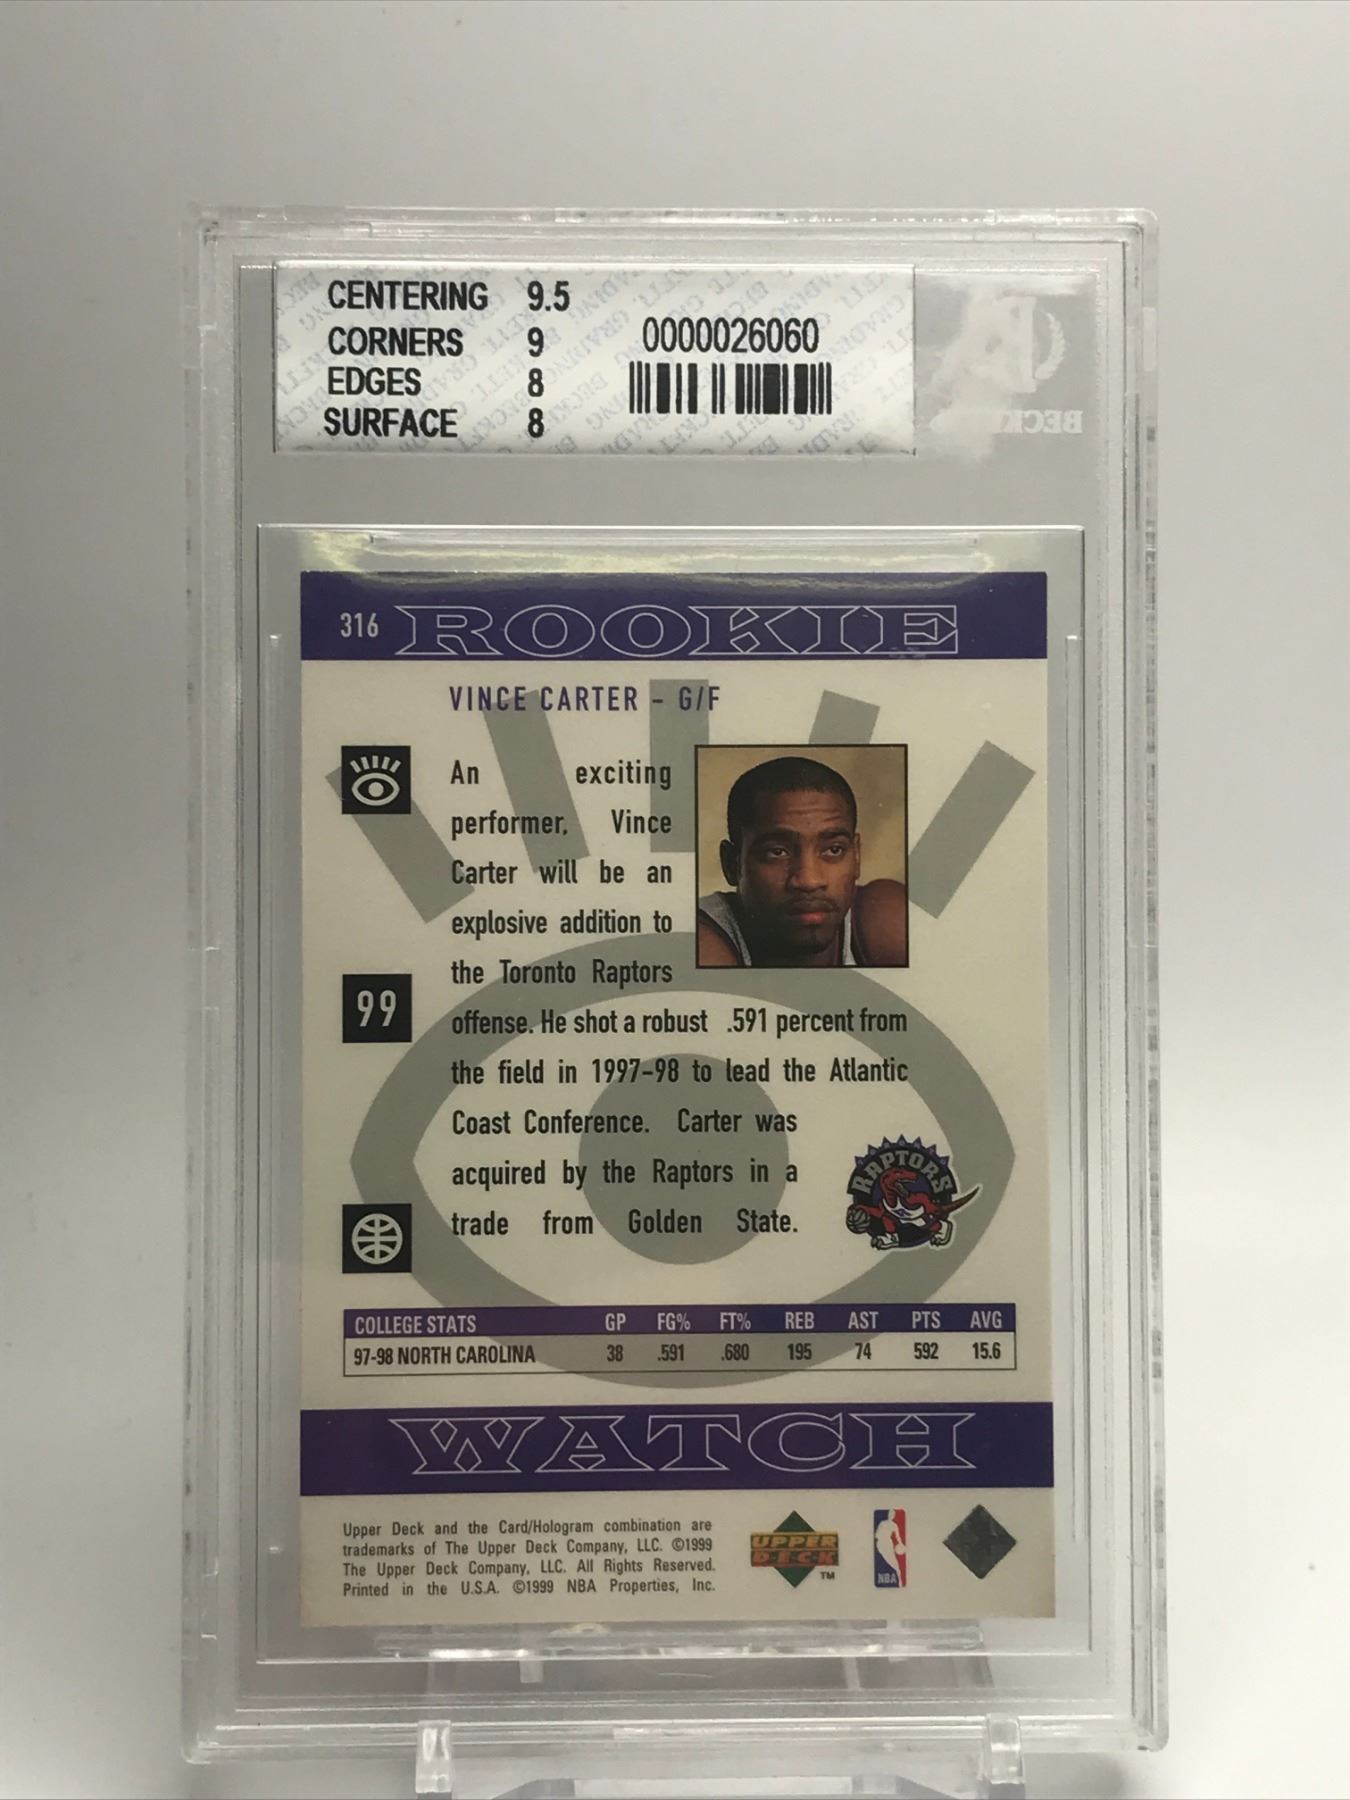 CENTERING 9.5
CORNERS 9
EDGES 8
SURFACE 8
0000026060
BECKETT
316 ROOKIE
VINCE CARTER – G/F
An exciting
performer, Vince
Carter will be an
explosive addition to
the Toronto Raptors
offense. He shot a robust .591 percent from
the field in 1997–98 to lead the Atlantic
Coast Conference. Carter was
acquired by the Raptors in a
trade from Golden State.
99
RAPTORS
COLLEGE STATS GP FG% FT% REB AST PTS AVG
97-98 NORTH CAROLINA 38 .591 .680 195 74 592 15.6
WATCH
Upper Deck and the Card/Hologram combination are
trademarks of The Upper Deck Company, LLC. ©1999
The Upper Deck Company, LLC. All Rights Reserved.
Printed in the U.S.A. ©1999 NBA Properties, Inc.
UPPER
DECK
TM
NBA